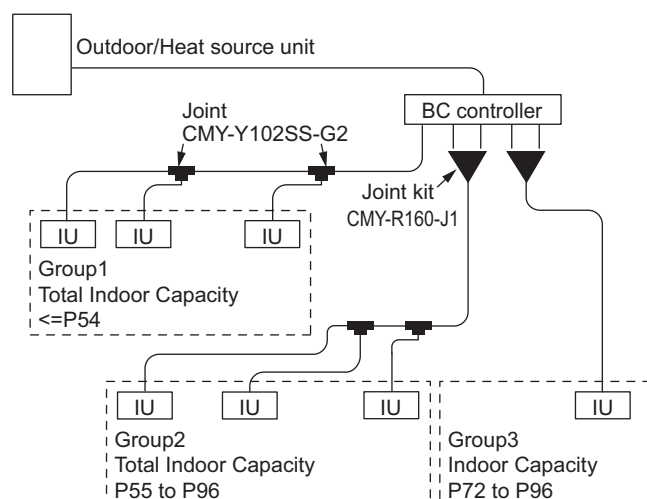 Outdoor/Heat source unit
BC controller
Joint
CMY-Y102SS-G2
Joint kit
CMY-R160-J1
IU
IU
IU
Group1
Total Indoor Capacity
<=P54
IU
IU
IU
Group2
Total Indoor Capacity
P55 to P96
IU
Group3
Indoor Capacity
P72 to P96